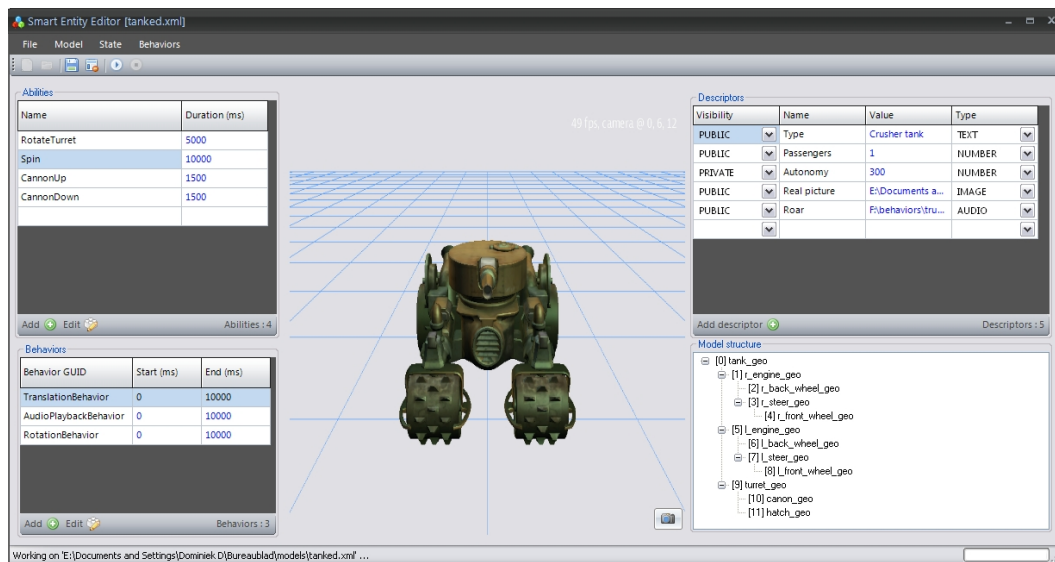 Smart Entity Editor [tanked.xml]
File Model State Behaviors
Abilities
Name Duration (ms)
RotateTurret 5000
Spin 10000
CannonUp 1500
CannonDown 1500
Add Edit Abilities : 4
Behaviors
Behavior GUID Start (ms) End (ms)
TranslationBehavior 0 10000
AudioPlaybackBehavior 0 10000
RotationBehavior 0 10000
Add Edit Behaviors : 3
49 fps. camera @ 0, 6, 12
Descriptors
Visibility Name Value Type
PUBLIC Type Crusher tank TEXT
PUBLIC Passengers 1 NUMBER
PRIVATE Autonomy 300 NUMBER
PUBLIC Real picture E:\Documents a... IMAGE
PUBLIC Roar F:\behaviors\tru... AUDIO
Add descriptor Descriptors : 5
Model structure
[0] tank_geo
[1] r_engine_geo
[2] r_back_wheel_geo
[3] r_steer_geo
[4] r_front_wheel_geo
[5] l_engine_geo
[6] l_back_wheel_geo
[7] l_steer_geo
[8] l_front_wheel_geo
[9] turret_geo
[10] canon_geo
[11] hatch_geo
Working on 'E:\Documents and Settings\Dominiek D\Bureaublad\models\tanked.xml' ...